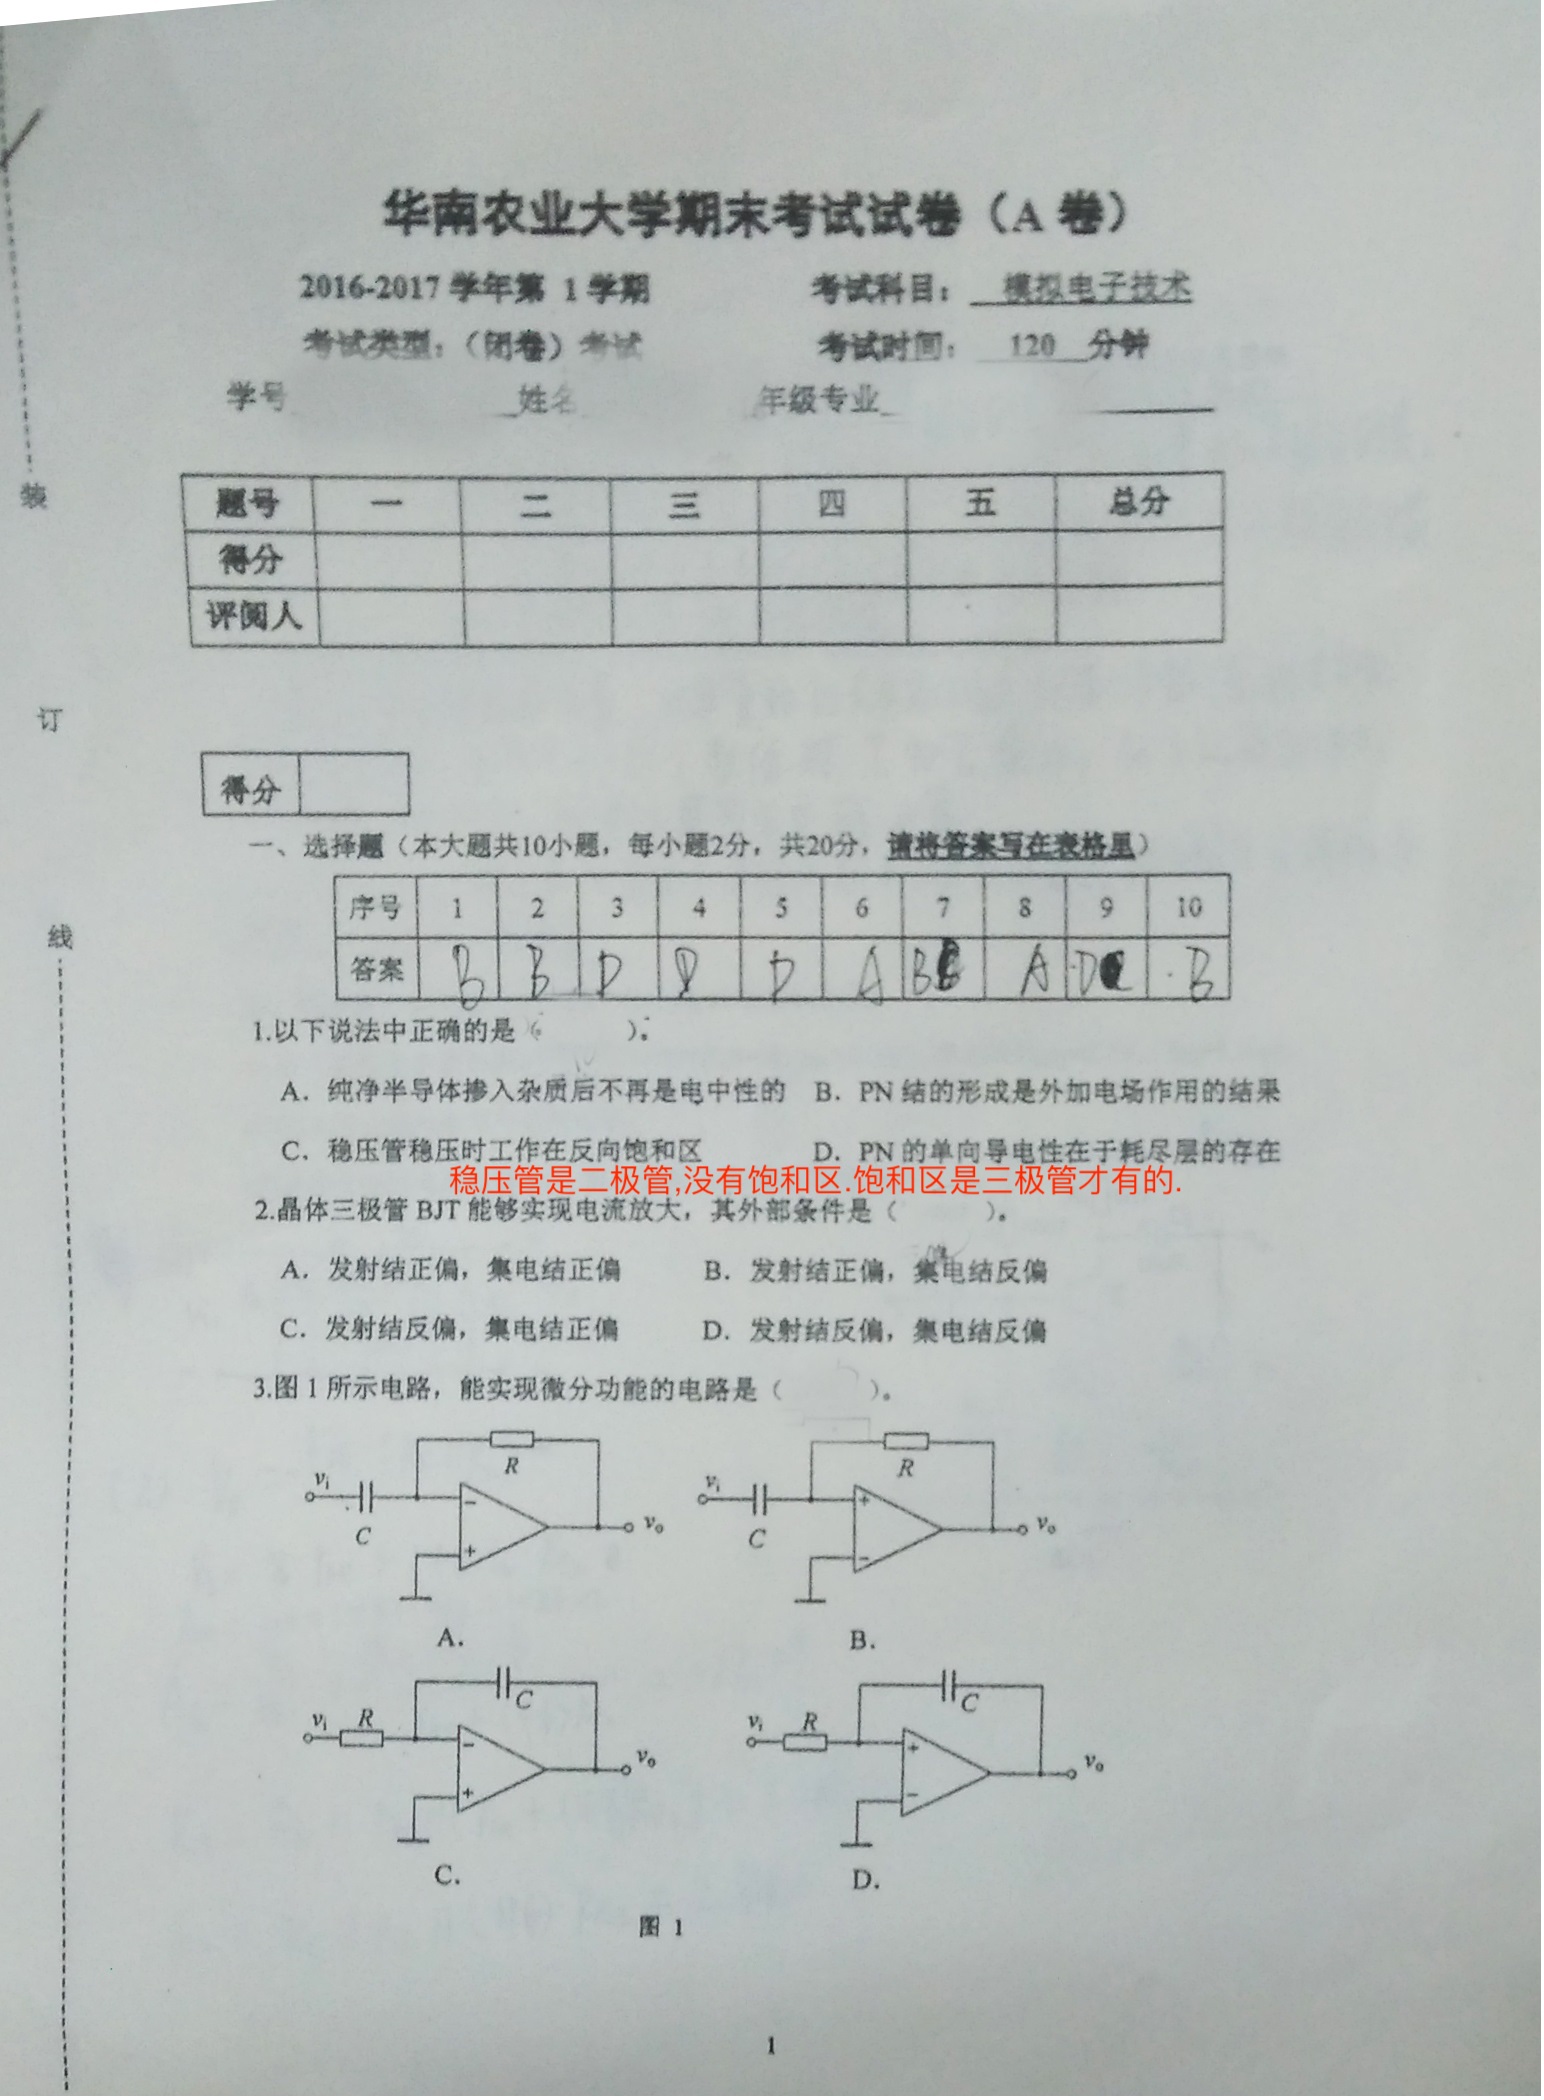 华南农业大学期末考试试卷（A 卷）
2016-2017 学年第 1 学期 考试科目： 模拟电子技术
考试类型：（闭卷）考试 考试时间： 120 分钟
学号 姓名 年级专业
题号 一 二 三 四 五 总分
得分
评阅人
装
订
线
得分
一、选择题（本大题共10小题，每小题2分，共20分，请将答案写在表格里）
序号 1 2 3 4 5 6 7 8 9 10
答案 B B D D A B A D B
1.以下说法中正确的是（ ）。
A．纯净半导体掺入杂质后不再是电中性的 B．PN 结的形成是外加电场作用的结果
C．稳压管稳压时工作在反向饱和区 D．PN 的单向导电性在于耗尽层的存在
稳压管是二极管,没有饱和区.饱和区是三极管才有的.
2.晶体三极管 BJT 能够实现电流放大，其外部条件是（ ）。
A．发射结正偏，集电结正偏 B．发射结正偏，集电结反偏
C．发射结反偏，集电结正偏 D．发射结反偏，集电结反偏
3.图 1 所示电路，能实现微分功能的电路是（ ）。
R R
vi vo vi vo
C C
- + + -
A. B.
C C
vi R vo vi R vo
- + + -
C. D.
图 1
1